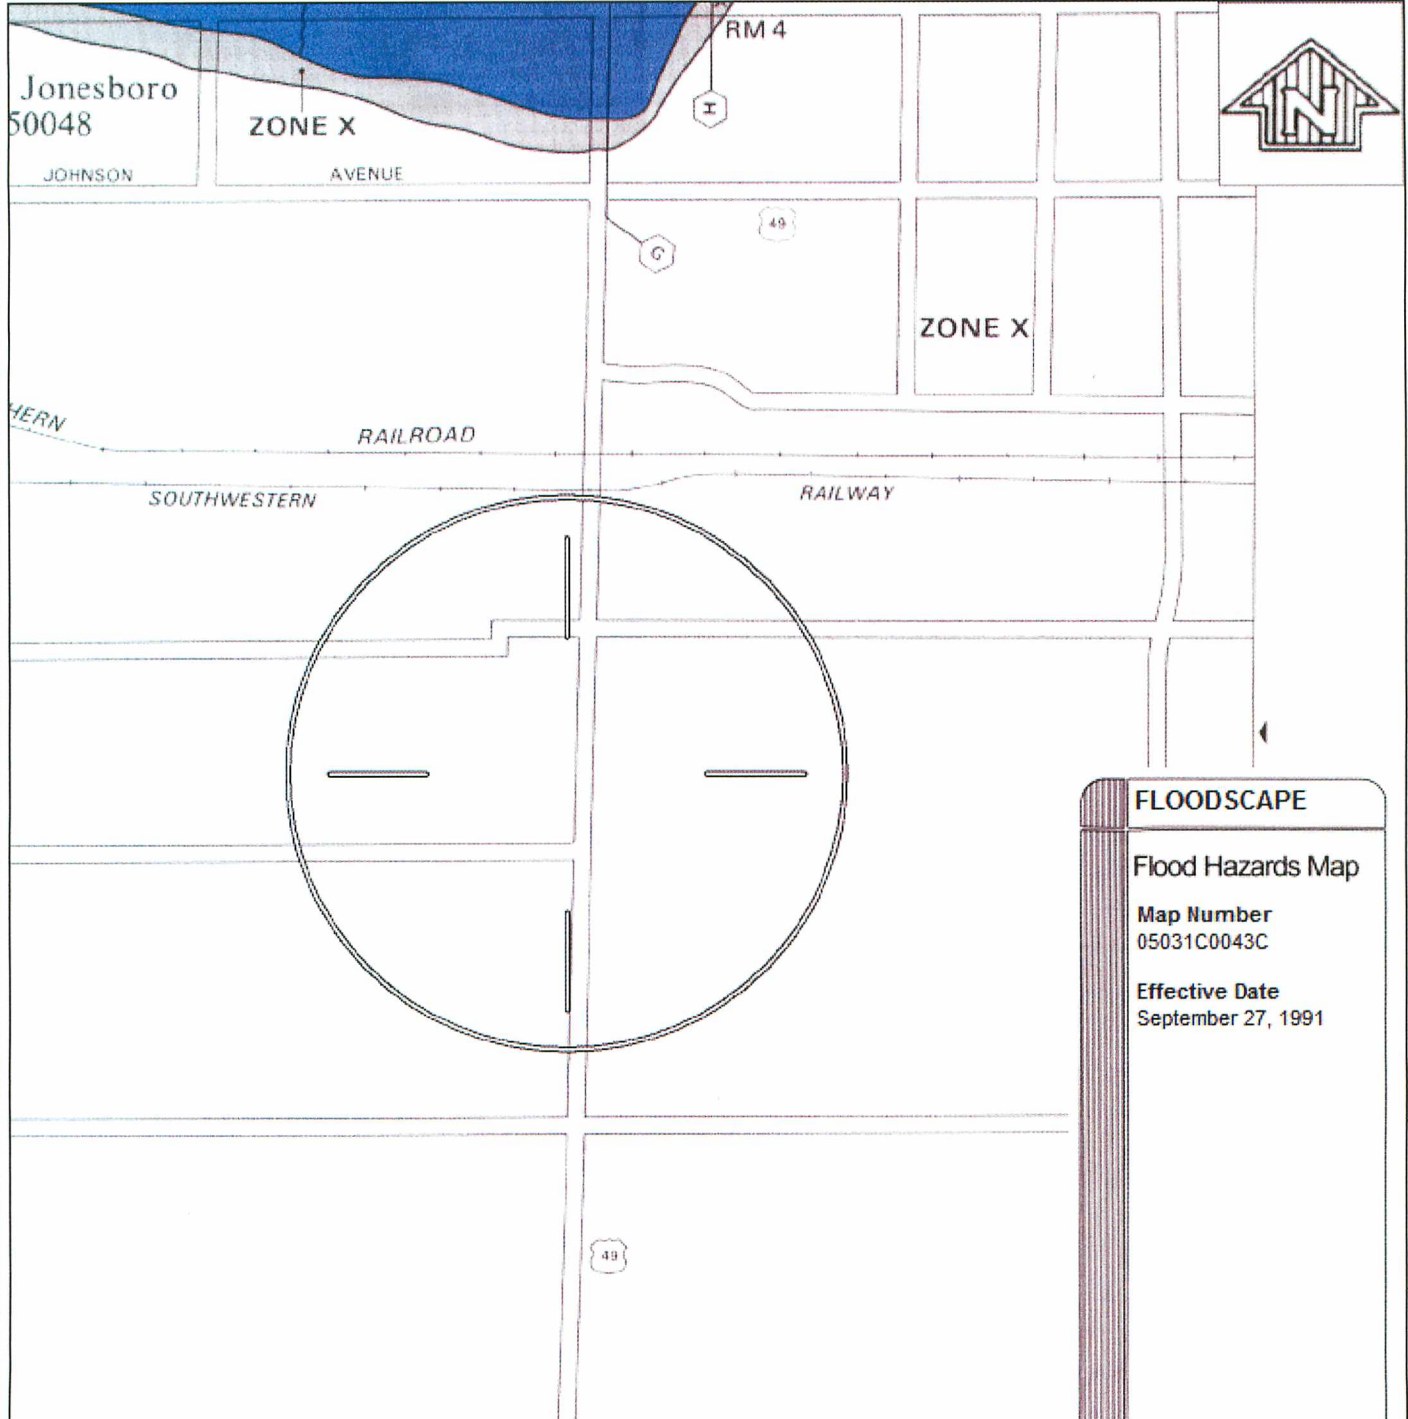 RM 4
Jonesboro
50048
ZONE X
H
N
JOHNSON AVENUE
49
G
ZONE X
HERN RAILROAD
SOUTHWESTERN RAILWAY
FLOODSCAPE
Flood Hazards Map
Map Number
05031C0043C
Effective Date
September 27, 1991
49